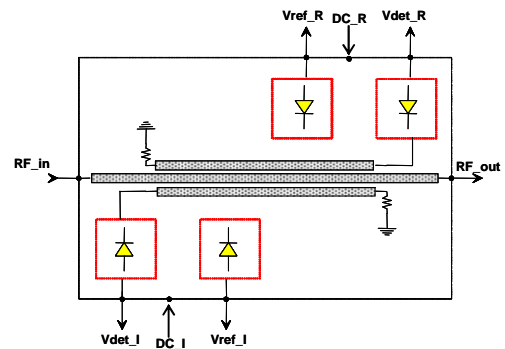 Vref_R
DC_R
Vdet_R
RF_in
RF_out
Vdet_I
DC_I
Vref_I